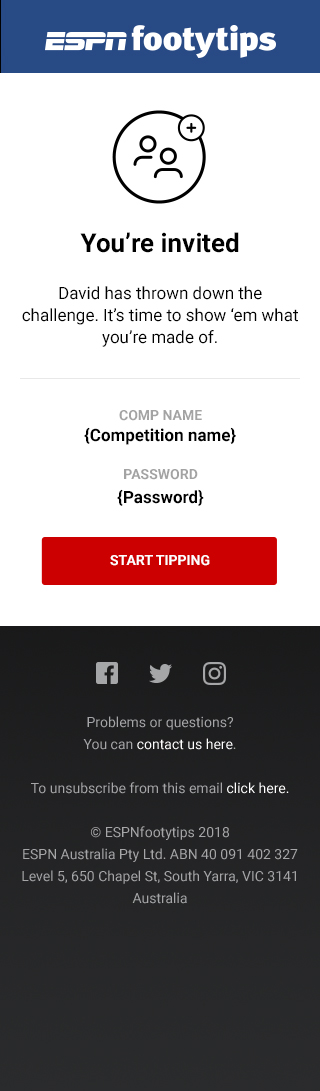 ESPN footytips
You’re invited
David has thrown down the
challenge. It’s time to show ‘em what
you’re made of.
COMP NAME
{Competition name}
PASSWORD
{Password}
START TIPPING
Problems or questions?
You can contact us here.
To unsubscribe from this email click here.
© ESPNfootytips 2018
ESPN Australia Pty Ltd. ABN 40 091 402 327
Level 5, 650 Chapel St, South Yarra, VIC 3141
Australia